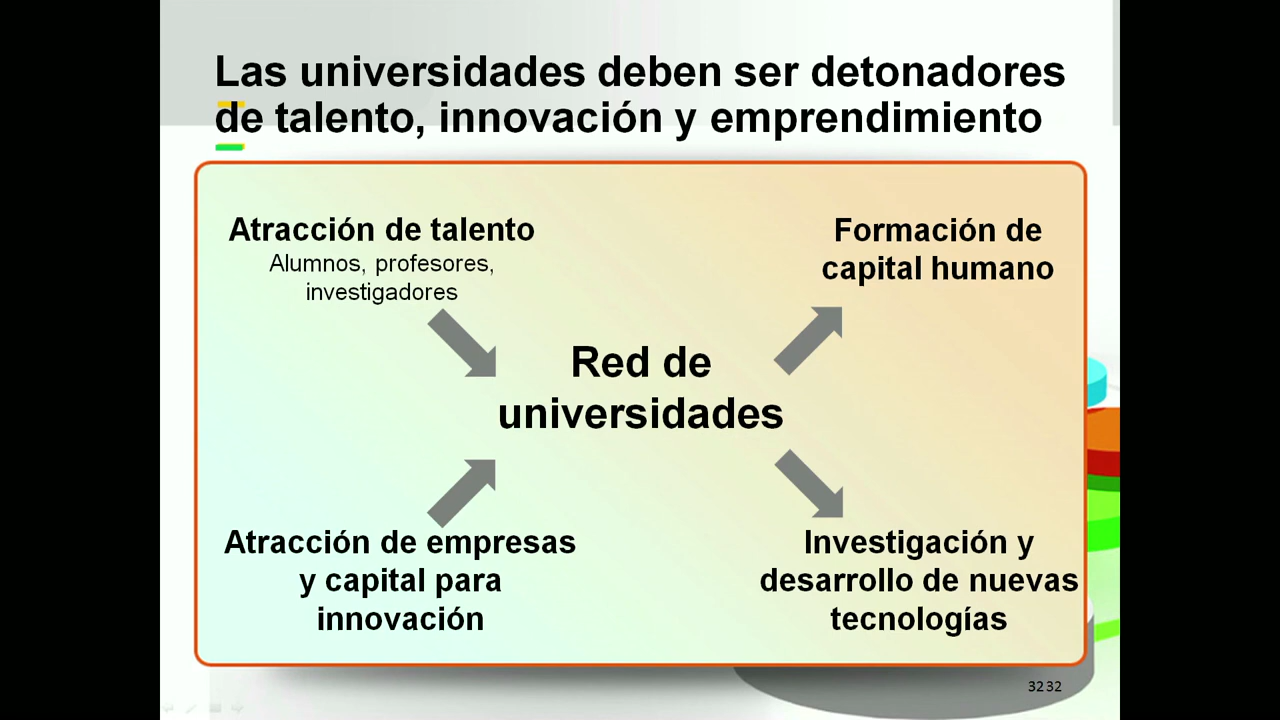 Las universidades deben ser detonadores
de talento, innovación y emprendimiento
Atracción de talento
Alumnos, profesores,
investigadores
Formación de
capital humano
Red de
universidades
Atracción de empresas
y capital para
innovación
Investigación y
desarrollo de nuevas
tecnologías
3232